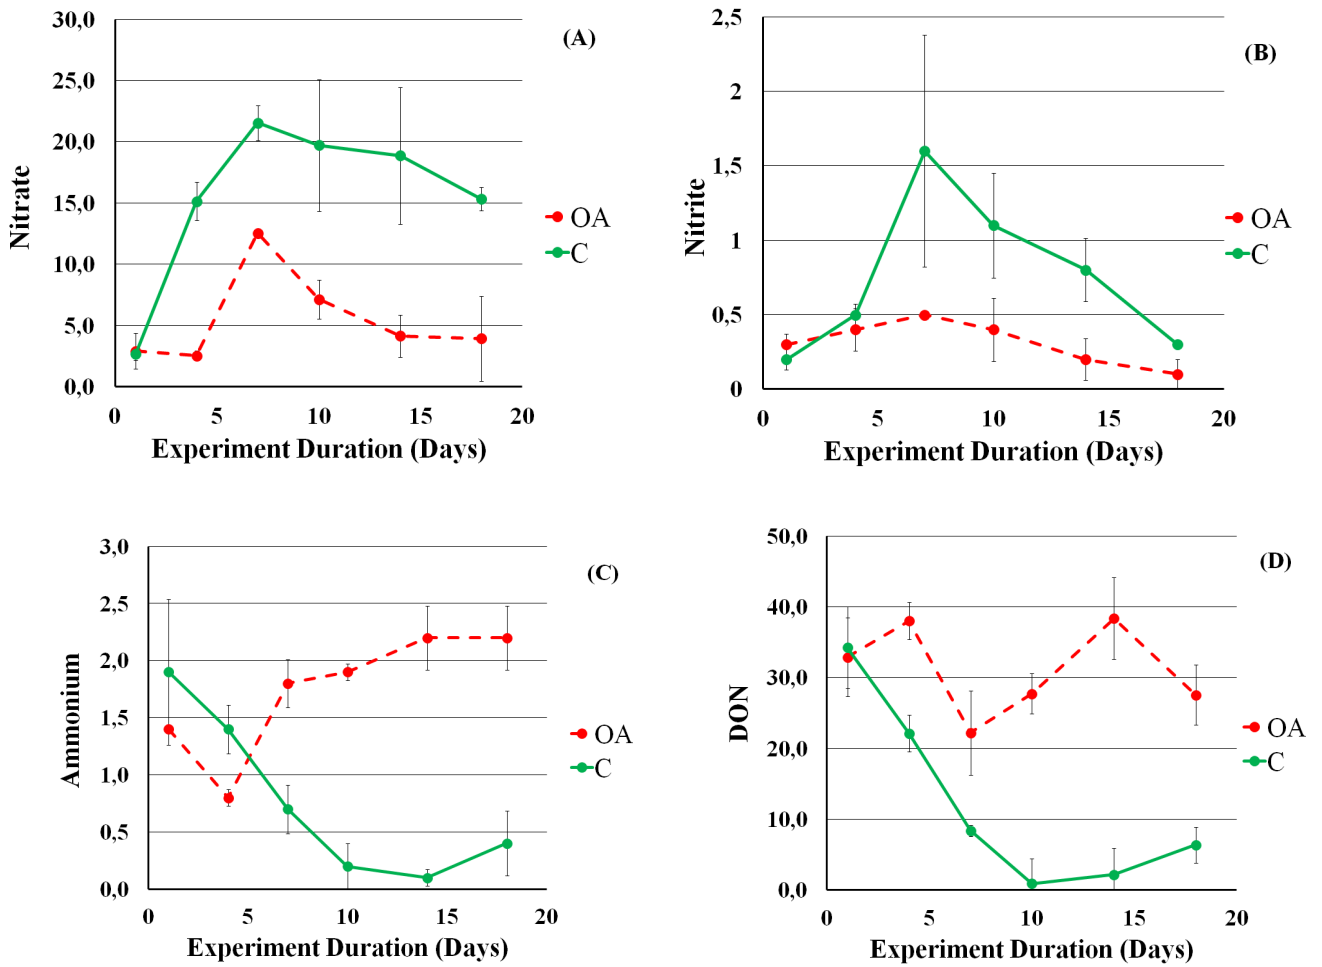 (A)
30,0
25,0
20,0
15,0
10,0
5,0
0,0
Nitrate
0 5 10 15 20
Experiment Duration (Days)
OA
C
(B)
2,5
2
1,5
1
0,5
0
Nitrite
0 5 10 15 20
Experiment Duration (Days)
OA
C
(C)
3,0
2,5
2,0
1,5
1,0
0,5
0,0
Ammonium
0 5 10 15 20
Experiment Duration (Days)
OA
C
(D)
50,0
40,0
30,0
20,0
10,0
0,0
DON
0 5 10 15 20
Experiment Duration (Days)
OA
C